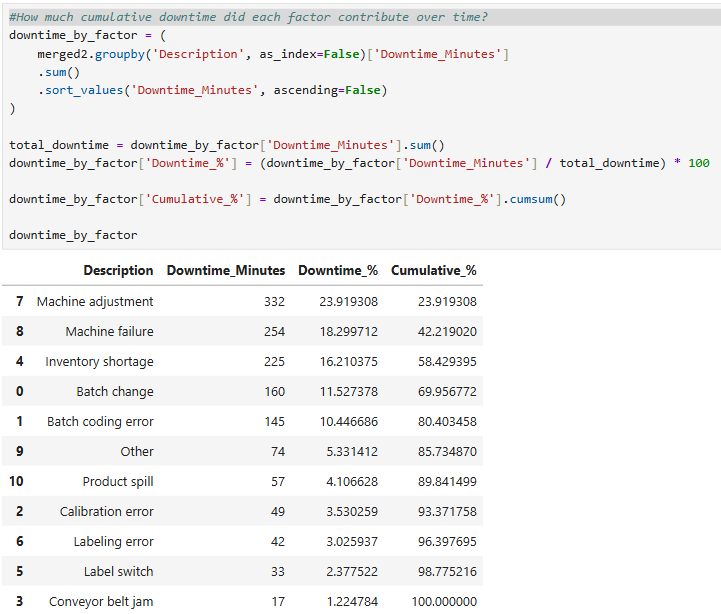 #How much cumulative downtime did each factor contribute over time?
downtime_by_factor = (
    merged2.groupby('Description', as_index=False)['Downtime_Minutes']
    .sum()
    .sort_values('Downtime_Minutes', ascending=False)
)
total_downtime = downtime_by_factor['Downtime_Minutes'].sum()
downtime_by_factor['Downtime_%'] = (downtime_by_factor['Downtime_Minutes'] / total_downtime) * 100
downtime_by_factor['Cumulative_%'] = downtime_by_factor['Downtime_%'].cumsum()
downtime_by_factor
Description Downtime_Minutes Downtime_% Cumulative_%
7 Machine adjustment 332 23.919308 23.919308
8 Machine failure 254 18.299712 42.219020
4 Inventory shortage 225 16.210375 58.429395
0 Batch change 160 11.527378 69.956772
1 Batch coding error 145 10.446686 80.403458
9 Other 74 5.331412 85.734870
10 Product spill 57 4.106628 89.841499
2 Calibration error 49 3.530259 93.371758
6 Labeling error 42 3.025937 96.397695
5 Label switch 33 2.377522 98.775216
3 Conveyor belt jam 17 1.224784 100.000000